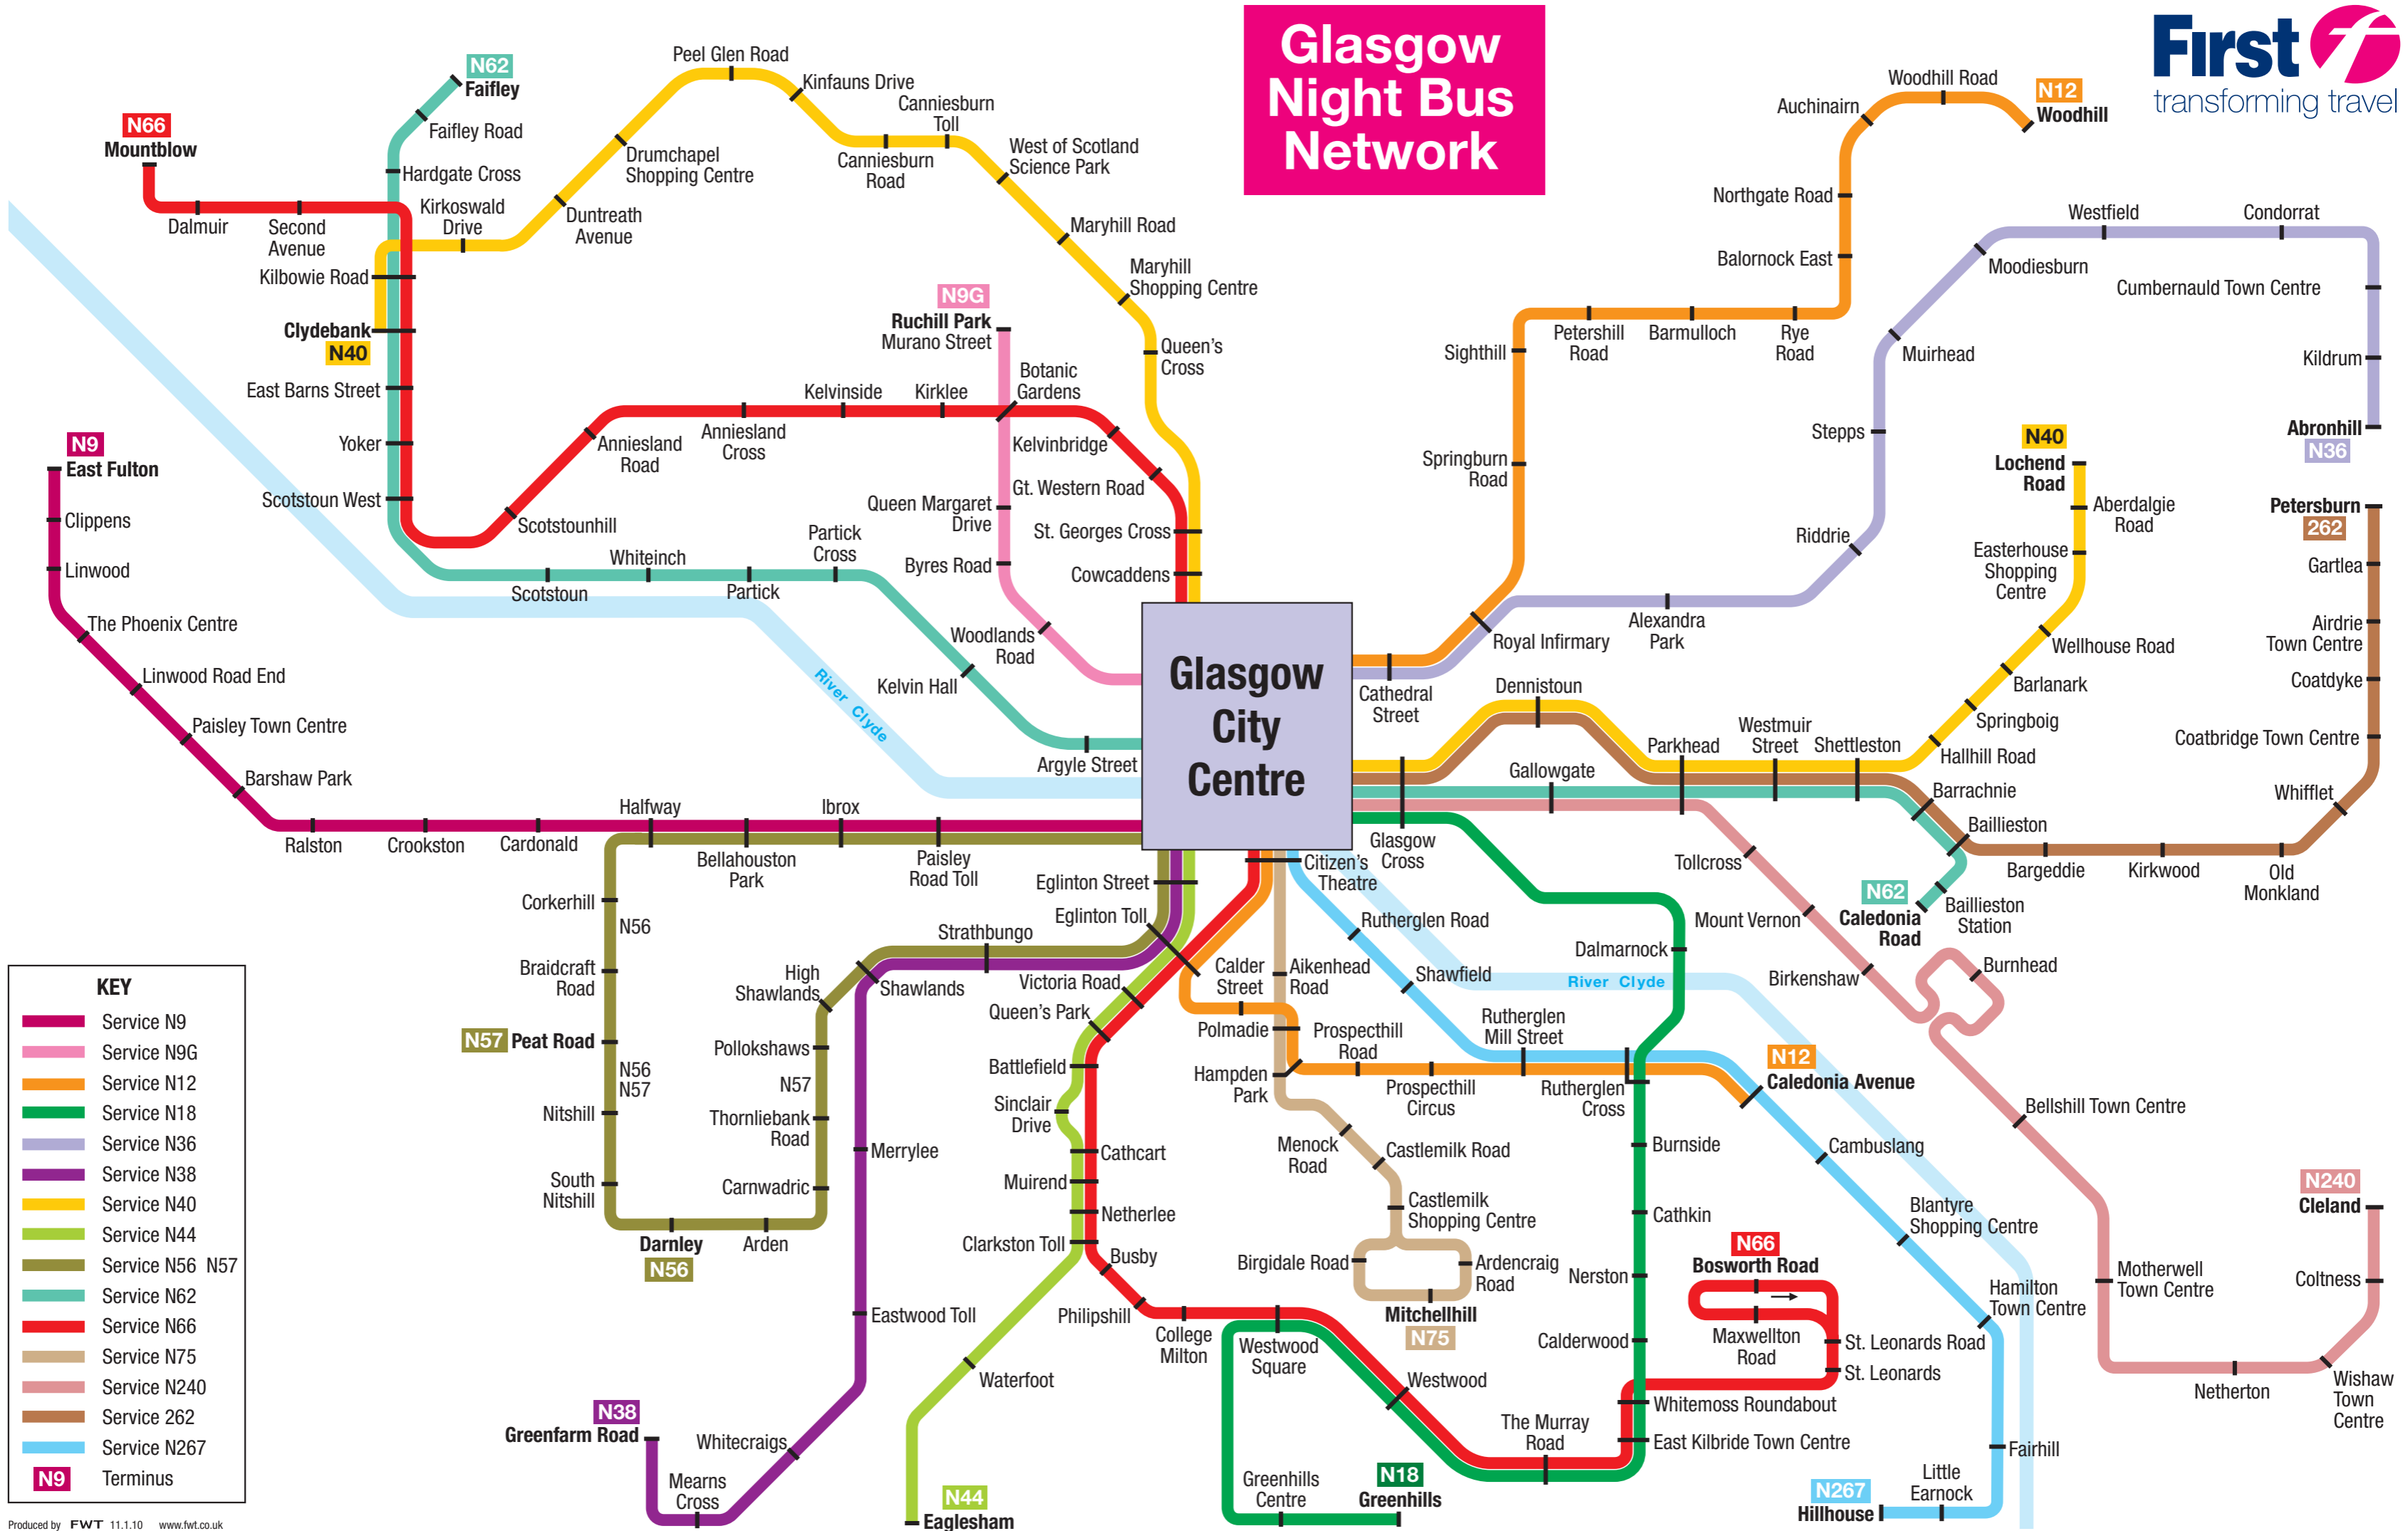 Glasgow
Night Bus
Network
First
transforming travel
N62
Faifley
Faifley Road
Hardgate Cross
N66
Mountblow
Dalmuir
Second
Avenue
Kirkoswald
Drive
Duntreath
Avenue
Drumchapel
Shopping Centre
Peel Glen Road
Kinfauns Drive
Canniesburn
Toll
Canniesburn
Road
West of Scotland
Science Park
Maryhill Road
Maryhill
Shopping Centre
Queen's
Cross
Kilbowie Road
Clydebank
N40
East Barns Street
Yoker
Scotstoun West
N9G
Ruchill Park
Murano Street
Botanic
Gardens
Kelvinside
Kirklee
Anniesland
Road
Anniesland
Cross
Kelvinbridge
Gt. Western Road
Queen Margaret
Drive
St. Georges Cross
Byres Road
Cowcaddens
Scotstounhill
Partick
Cross
Whiteinch
Scotstoun
Partick
Woodlands
Road
Kelvin Hall
Argyle Street
River Clyde
N9
East Fulton
Clippens
Linwood
The Phoenix Centre
Linwood Road End
Paisley Town Centre
Barshaw Park
Ralston
Crookston
Cardonald
Halfway
Bellahouston
Park
Ibrox
Paisley
Road Toll
Glasgow
City
Centre
N12
Woodhill
Woodhill Road
Auchinairn
Northgate Road
Balornock East
Rye
Road
Barmulloch
Petershill
Road
Sighthill
Springburn
Road
Royal Infirmary
Cathedral
Street
Alexandra
Park
Riddrie
Stepps
Muirhead
Moodiesburn
Westfield
Condorrat
Cumbernauld Town Centre
Kildrum
Abronhill
N36
N40
Lochend
Road
Aberdalgie
Road
Easterhouse
Shopping
Centre
Wellhouse Road
Barlanark
Springboig
Hallhill Road
Petersburn
262
Gartlea
Airdrie
Town Centre
Coatdyke
Coatbridge Town Centre
Whifflet
Old
Monkland
Kirkwood
Bargeddie
Baillieston
Barrachnie
Dennistoun
Parkhead
Westmuir
Street
Shettleston
Gallowgate
Glasgow
Cross
N62
Caledonia
Road
Baillieston
Station
Tollcross
Mount Vernon
Birkenshaw
Burnhead
Bellshill Town Centre
Motherwell
Town Centre
Netherton
Wishaw
Town
Centre
Coltness
N240
Cleland
Citizen's
Theatre
Rutherglen Road
Shawfield
Dalmarnock
River Clyde
Rutherglen
Mill Street
Rutherglen
Cross
N12
Caledonia Avenue
Cambuslang
Blantyre
Shopping Centre
Hamilton
Town Centre
Fairhill
Little
Earnock
N267
Hillhouse
Eglinton Street
Eglinton Toll
Strathbungo
Shawlands
High
Shawlands
Pollokshaws
N57
Thornliebank
Road
Carnwadric
Arden
Darnley
N56
South
Nitshill
Nitshill
N56
N57
N57
Peat Road
Braidcraft
Road
N56
Corkerhill
Merrylee
Eastwood Toll
Whitecraigs
Mearns
Cross
N38
Greenfarm Road
Victoria Road
Queen's Park
Battlefield
Sinclair
Drive
Cathcart
Muirend
Netherlee
Clarkston Toll
Busby
Waterfoot
N44
Eaglesham
Philipshill
College
Milton
Westwood
Square
Westwood
The Murray
Road
Greenhills
Centre
N18
Greenhills
Calder
Street
Aikenhead
Road
Polmadie
Prospecthill
Road
Hampden
Park
Prospecthill
Circus
Menock
Road
Castlemilk Road
Castlemilk
Shopping Centre
Birgidale Road
Ardencraig
Road
Mitchellhill
N75
Burnside
Cathkin
Nerston
Calderwood
N66
Bosworth Road
Maxwellton
Road
St. Leonards Road
St. Leonards
Whitemoss Roundabout
East Kilbride Town Centre
KEY
Service N9
Service N9G
Service N12
Service N18
Service N36
Service N38
Service N40
Service N44
Service N56 N57
Service N62
Service N66
Service N75
Service N240
Service 262
Service N267
N9 Terminus
Produced by FWT 11.1.10 www.fwt.co.uk